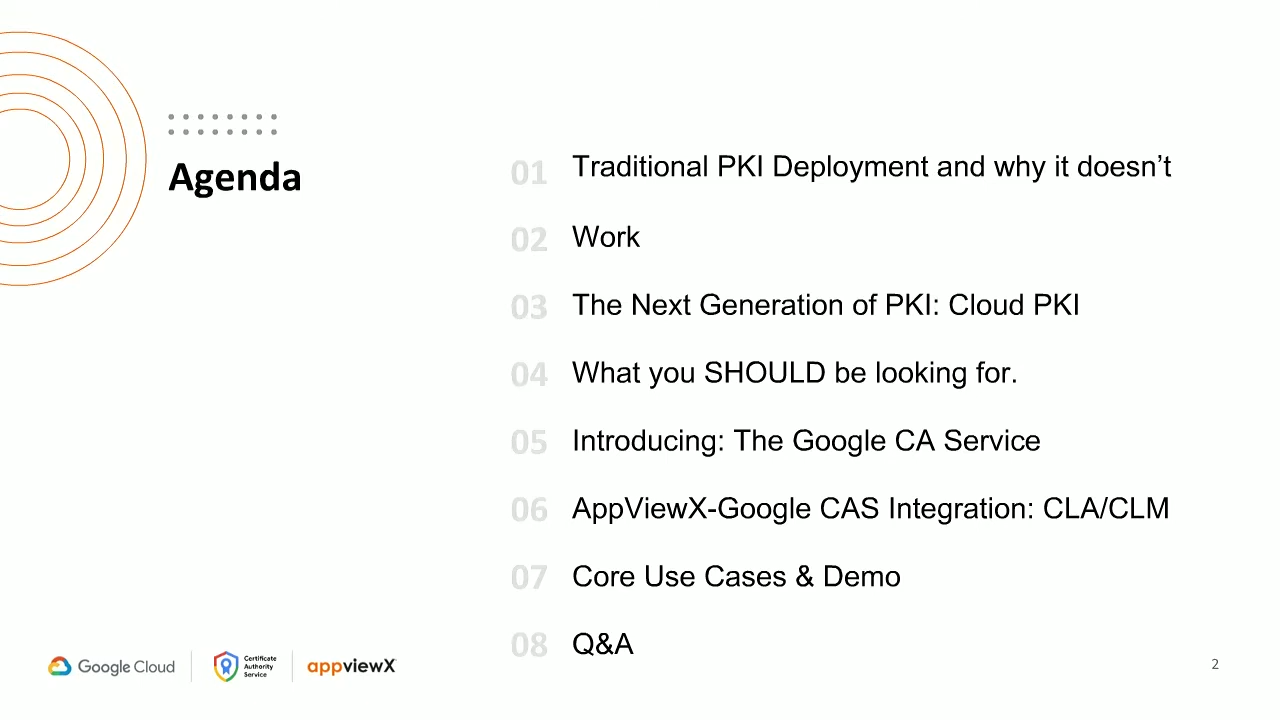 Agenda
01 Traditional PKI Deployment and why it doesn’t
02 Work
03 The Next Generation of PKI: Cloud PKI
04 What you SHOULD be looking for.
05 Introducing: The Google CA Service
06 AppViewX-Google CAS Integration: CLA/CLM
07 Core Use Cases & Demo
08 Q&A
Google Cloud
Certificate
Authority
Service
appviewX
2